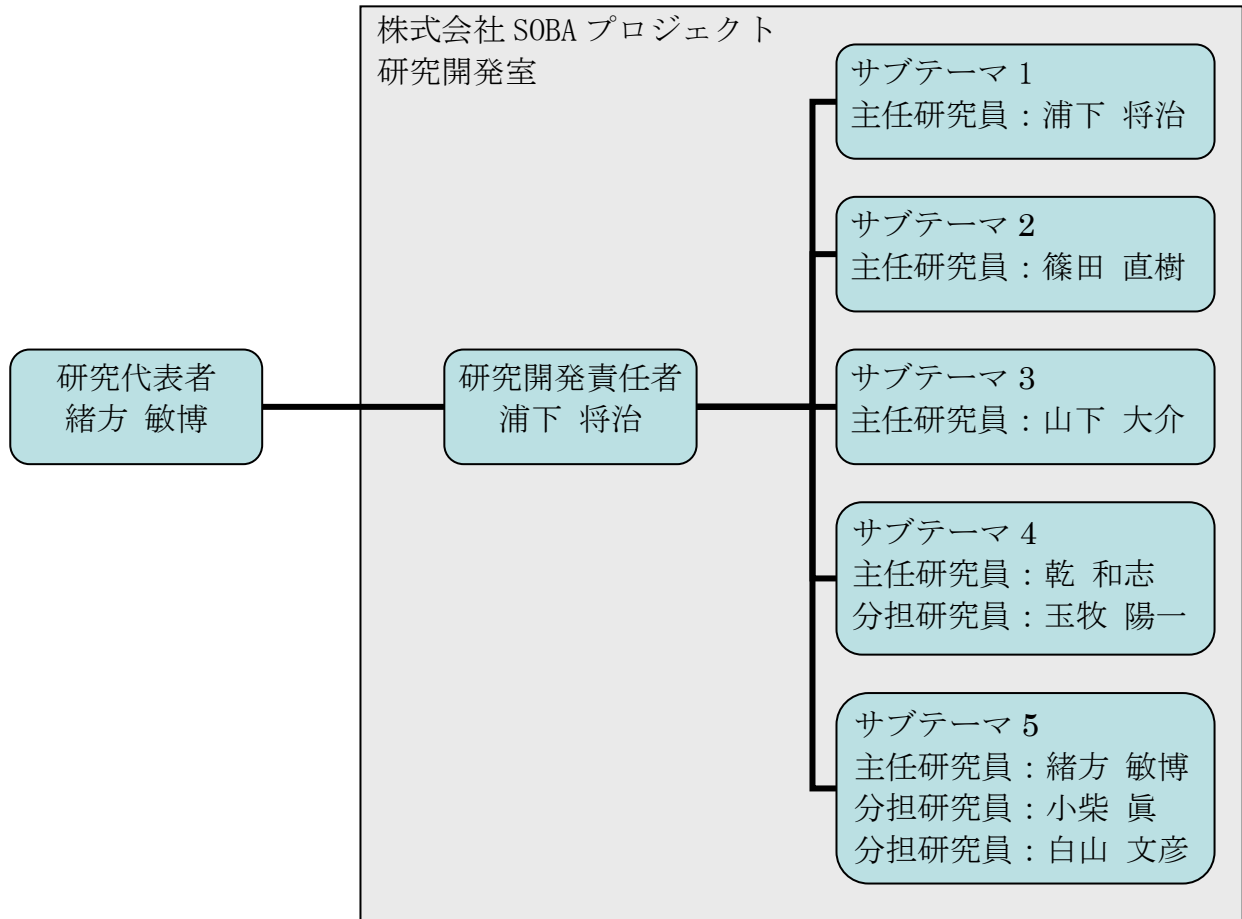 株式会社 SOBA プロジェクト
研究開発室
研究代表者
緒方 敏博
研究開発責任者
浦下 将治
サブテーマ 1
主任研究員：浦下 将治
サブテーマ 2
主任研究員：篠田 直樹
サブテーマ 3
主任研究員：山下 大介
サブテーマ 4
主任研究員：乾 和志
分担研究員：玉牧 陽一
サブテーマ 5
主任研究員：緒方 敏博
分担研究員：小柴 眞
分担研究員：白山 文彦